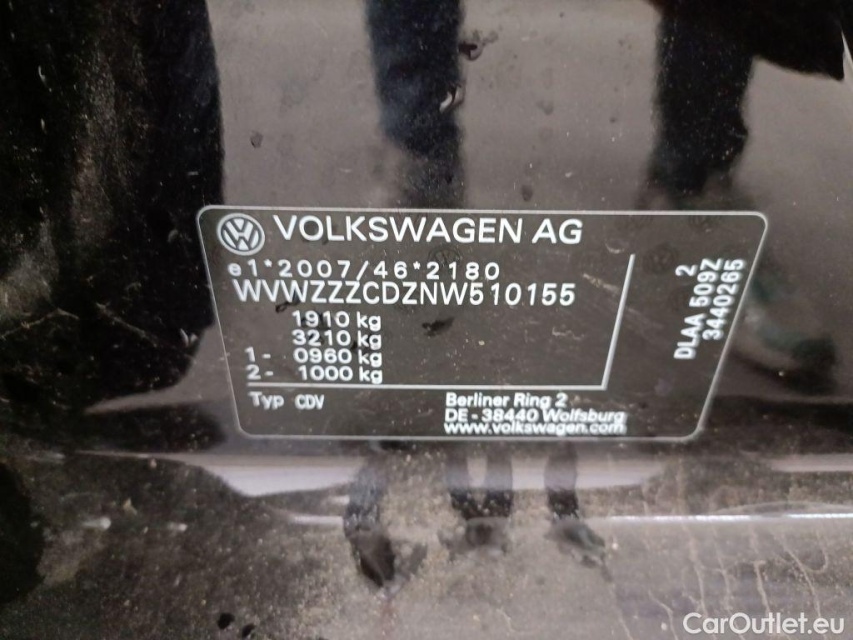 VOLKSWAGEN AG
e1*2007/46*2180
WVWZZZCDZNW510155
1910 kg
3210 kg
1- 0960 kg
2- 1000 kg
Typ CDV
Berliner Ring 2
DE-38440 Wolfsburg
www.volkswagen.com
2
DLAA 509Z
3440265
CarOutlet.eu